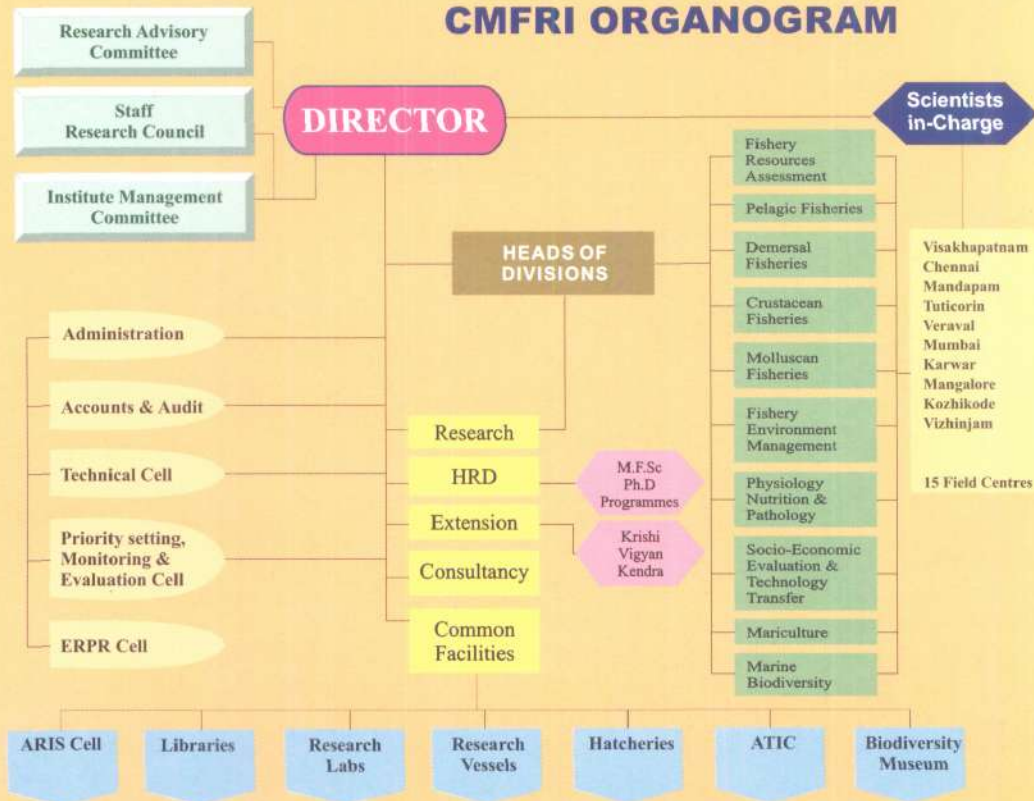 CMFRI ORGANOGRAM
Research Advisory
Committee
Staff
Research Council
Institute Management
Committee
DIRECTOR
Scientists
in-Charge
HEADS OF
DIVISIONS
Fishery
Resources
Assessment
Pelagic Fisheries
Demersal
Fisheries
Crustacean
Fisheries
Molluscan
Fisheries
Fishery
Environment
Management
Physiology
Nutrition &
Pathology
Socio-Economic
Evaluation &
Technology
Transfer
Mariculture
Marine
Biodiversity
Visakhapatnam
Chennai
Mandapam
Tuticorin
Veraval
Mumbai
Karwar
Mangalore
Kozhikode
Vizhinjam
15 Field Centres
Administration
Accounts & Audit
Technical Cell
Priority setting,
Monitoring &
Evaluation Cell
ERPR Cell
Research
HRD
Extension
Consultancy
Common
Facilities
M.F.Sc
Ph.D
Programmes
Krishi
Vigyan
Kendra
ARIS Cell
Libraries
Research
Labs
Research
Vessels
Hatcheries
ATIC
Biodiversity
Museum